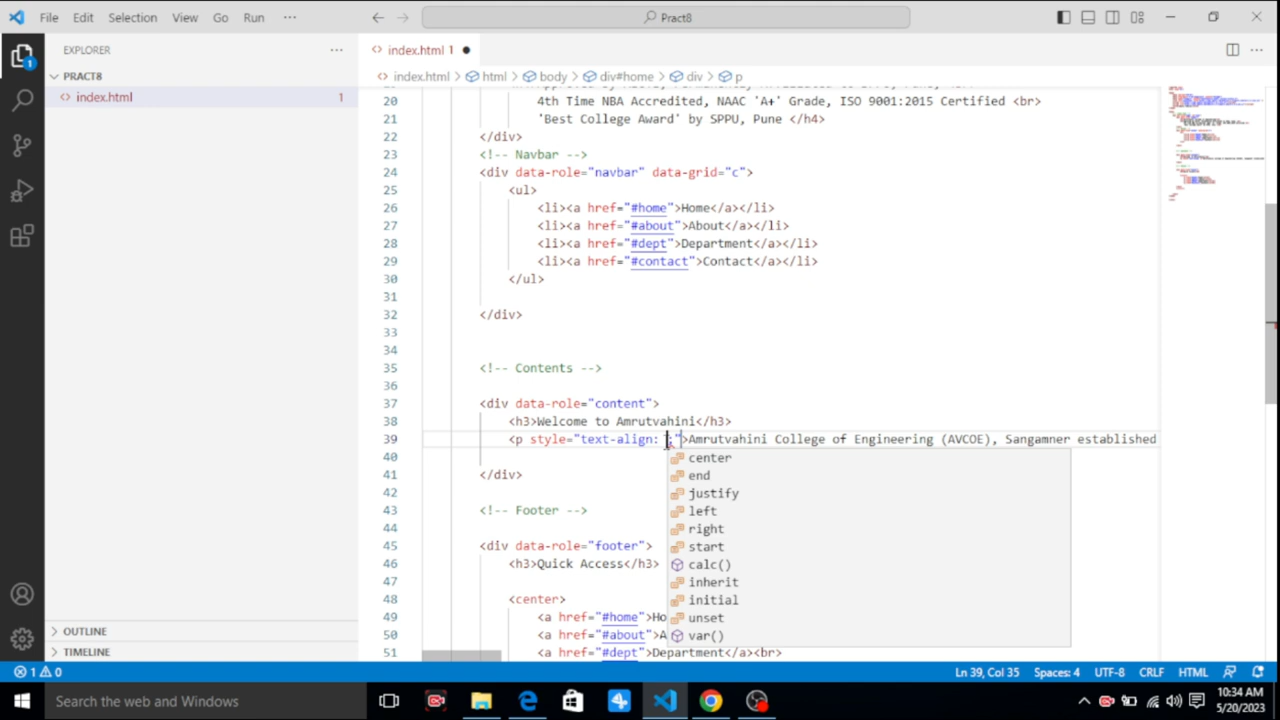 File Edit Selection View Go Run ··· Pract8
EXPLORER ···
index.html 1
PRACT8
index.html 1
index.html > html > body > div#home > div > p
20 4th Time NBA Accredited, NAAC 'A+' Grade, ISO 9001:2015 Certified <br>
21 'Best College Award' by SPPU, Pune </h4>
22 </div>
23 <!-- Navbar -->
24 <div data-role="navbar" data-grid="c">
25 <ul>
26 <li><a href="#home">Home</a></li>
27 <li><a href="#about">About</a></li>
28 <li><a href="#dept">Department</a></li>
29 <li><a href="#contact">Contact</a></li>
30 </ul>
31
32 </div>
33
34
35 <!-- Contents -->
36
37 <div data-role="content">
38 <h3>Welcome to Amrutvahini</h3>
39 <p style="text-align: ;">Amrutvahini College of Engineering (AVCOE), Sangamner established
40
center
end
justify
left
right
start
calc()
inherit
initial
unset
var()
41 </div>
42
43 <!-- Footer -->
44
45 <div data-role="footer">
46 <h3>Quick Access</h3>
47
48 <center>
49 <a href="#home">Ho
50 <a href="#about">A
51 <a href="#dept">Department</a><br>
OUTLINE
TIMELINE
1 0 Ln 39, Col 35 Spaces: 4 UTF-8 CRLF HTML
Search the web and Windows
10:34 AM
5/20/2023